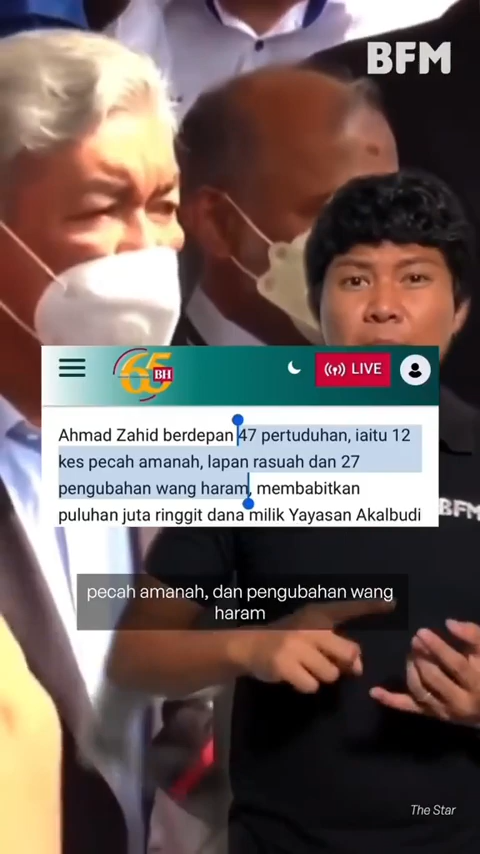 BFM
65
BH
LIVE
Ahmad Zahid berdepan 47 pertuduhan, iaitu 12
kes pecah amanah, lapan rasuah dan 27
pengubahan wang haram, membabitkan
puluhan juta ringgit dana milik Yayasan Akalbudi
BFM
pecah amanah, dan pengubahan wang
haram
The Star